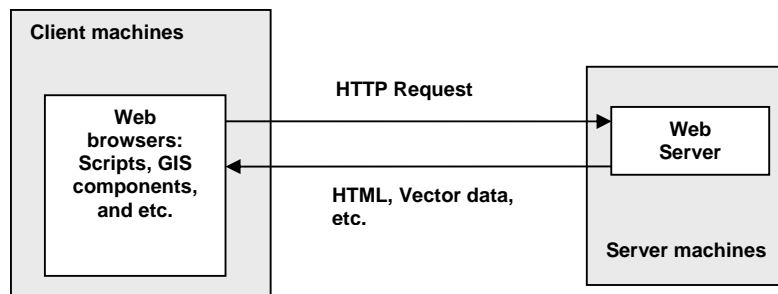 Client machines
Web
browsers:
Scripts, GIS
components,
and etc.
HTTP Request
HTML, Vector data,
etc.
Web
Server
Server machines